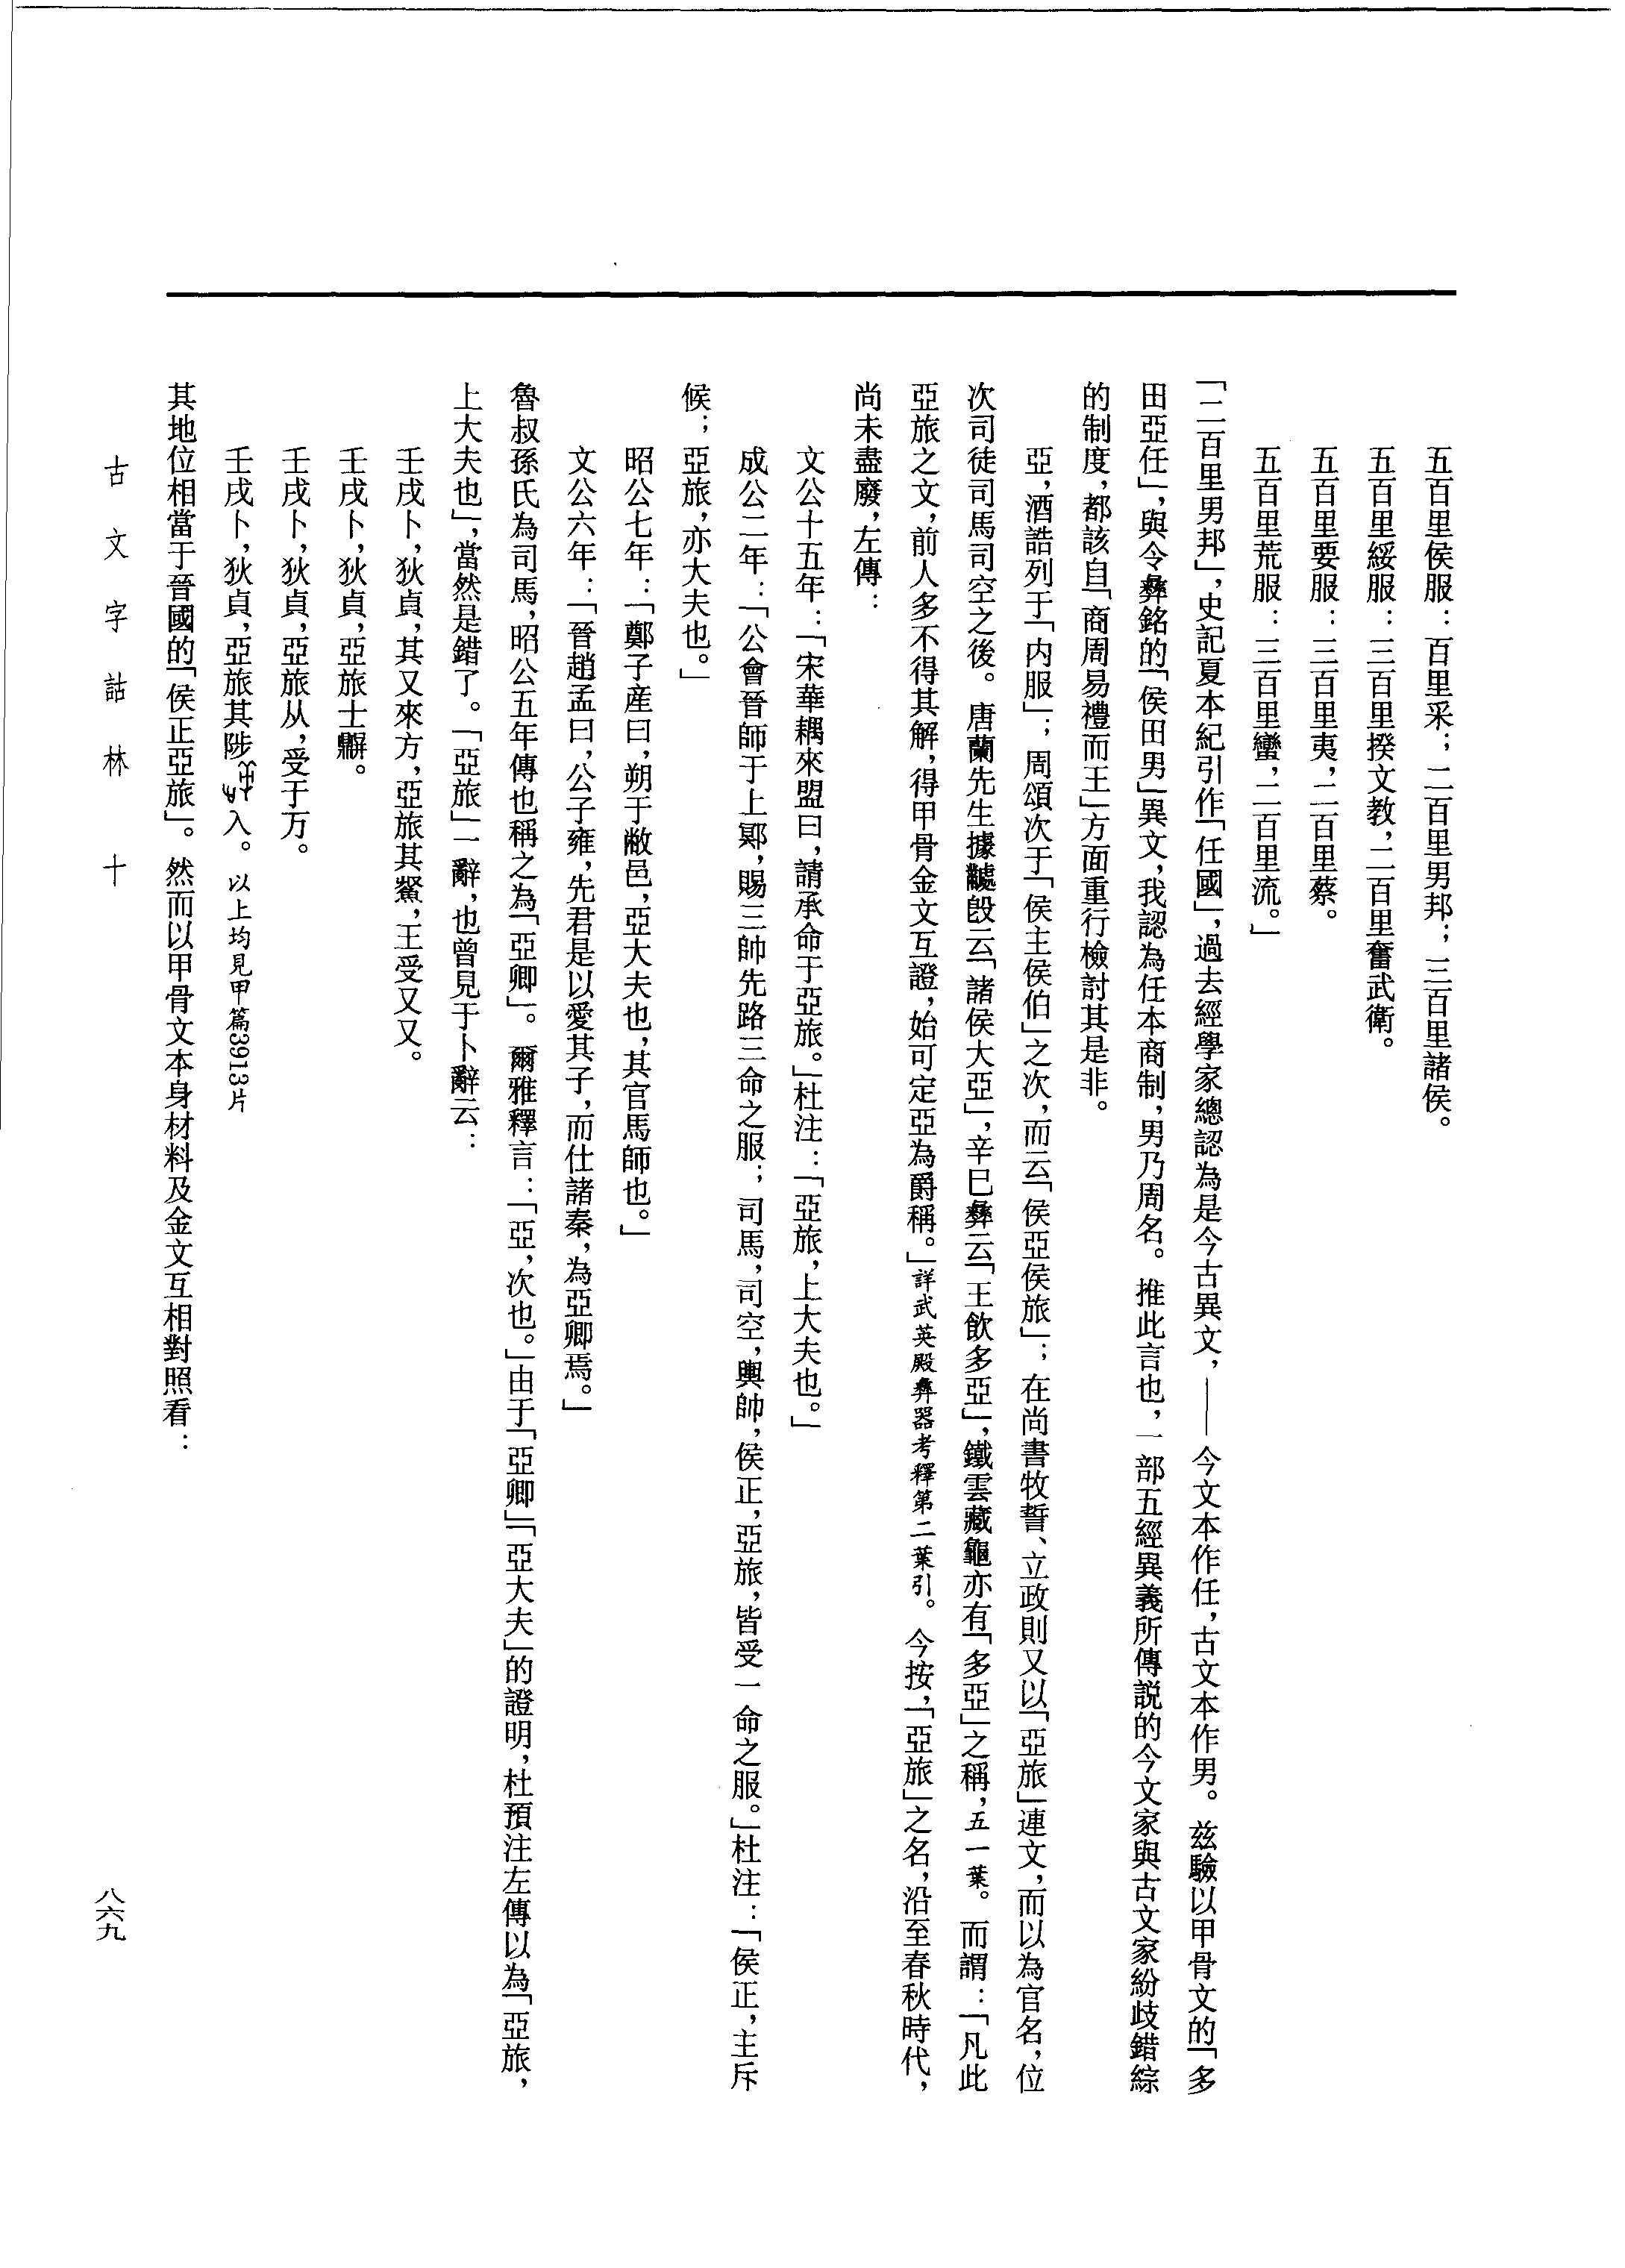 五百里侯服：百里采；二百里男邦；三百里諸侯。
五百里綏服：三百里揆文教，二百里奮武衛。
五百里要服：三百里夷，二百里蔡。
五百里荒服：三百里蠻，二百里流。」
「二百里男邦」，史記夏本紀引作「任國」，過去經學家總認為是今古異文，——今文本作任，古文本作男。兹驗以甲骨文的「多
田亞任」，與令彝銘的「侯田男」異文，我認為任本商制，男乃周名。推此言也，一部五經異義所傳説的今文家與古文家紛歧錯綜
的制度，都該自「商周易禮而王」方面重行檢討其是非。
亞，酒誥列于「内服」；周頌次于「侯主侯伯」之次，而云「侯亞侯旅」；在尚書牧誓、立政則又以「亞旅」連文，而以為官名，位
次司徒司馬司空之後。唐蘭先生據𣪘云「諸侯大亞」，辛巳彝云「王飲多亞」，鐵雲藏龜亦有「多亞」之稱，五一葉。而謂：「凡此
亞旅之文，前人多不得其解，得甲骨金文互證，始可定亞為爵稱。」詳武英殿彝器考釋第二葉引。今按，「亞旅」之名，沿至春秋時代，
尚未盡廢，左傳：
文公十五年：「宋華耦來盟曰，請承命于亞旅。」杜注：「亞旅，上大夫也。」
成公二年：「公會晉師于上鄍，賜三帥先路三命之服；司馬，司空，輿帥，侯正，亞旅，皆受一命之服。」杜注：「侯正，主斥
候；亞旅，亦大夫也。」
昭公七年：「鄭子産曰，朔于敝邑，亞大夫也，其官馬師也。」
文公六年：「晉趙孟曰，公子雍，先君是以愛其子，而仕諸秦，為亞卿焉。」
魯叔孫氏為司馬，昭公五年傳也稱之為「亞卿」。爾雅釋言：「亞，次也。」由于「亞卿」「亞大夫」的證明，杜預注左傳以為「亞旅，
上大夫也」，當然是錯了。「亞旅」一辭，也曾見于卜辭云：
壬戌卜，狄貞，其又來方，亞旅其，王受又又。
壬戌卜，狄貞，亞旅士。
壬戌卜，狄貞，亞旅从，受于万。
壬戌卜，狄貞，亞旅其陟入。以上均見甲篇3913片
其地位相當于晉國的「侯正亞旅」。然而以甲骨文本身材料及金文互相對照看：
古文字詁林　十
八六九